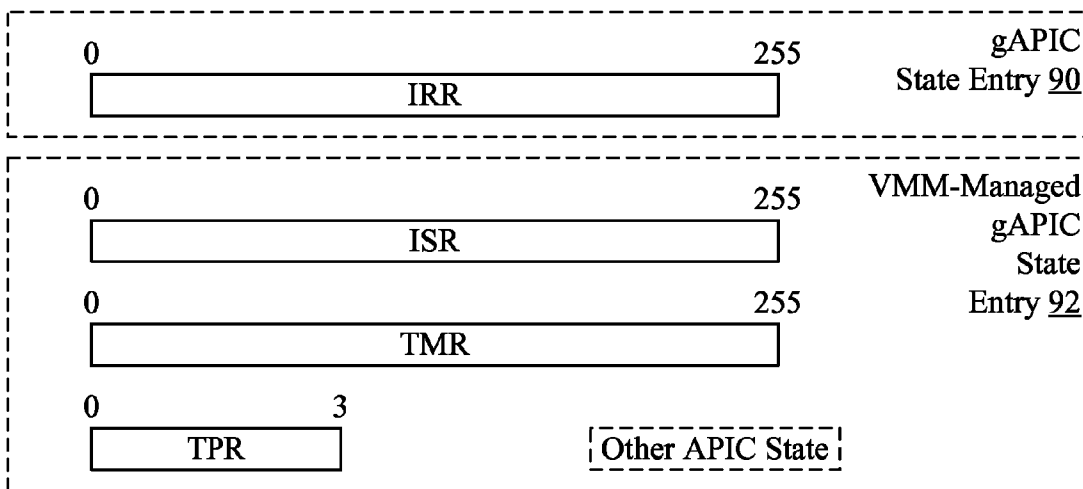 0 255
IRR
gAPIC
State Entry 90
0 255
ISR
0 255
TMR
0 3
TPR
Other APIC State
VMM-Managed
gAPIC
State
Entry 92